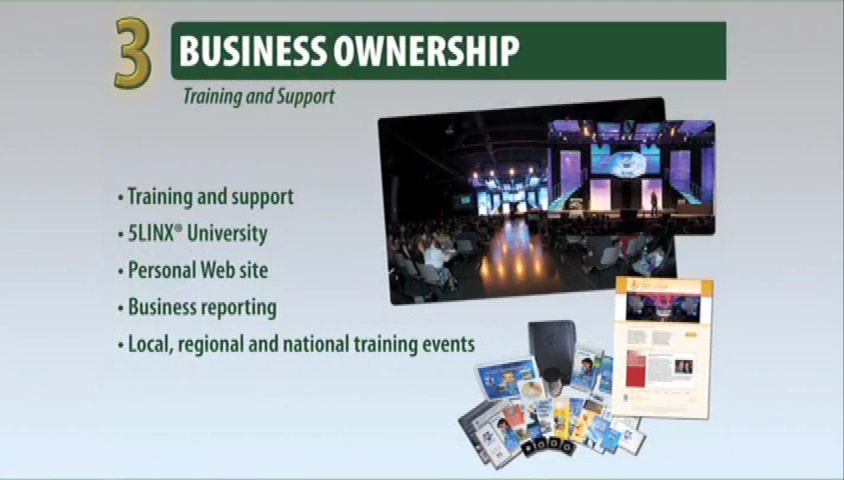 3 BUSINESS OWNERSHIP
Training and Support
• Training and support
• 5LINX® University
• Personal Web site
• Business reporting
• Local, regional and national training events